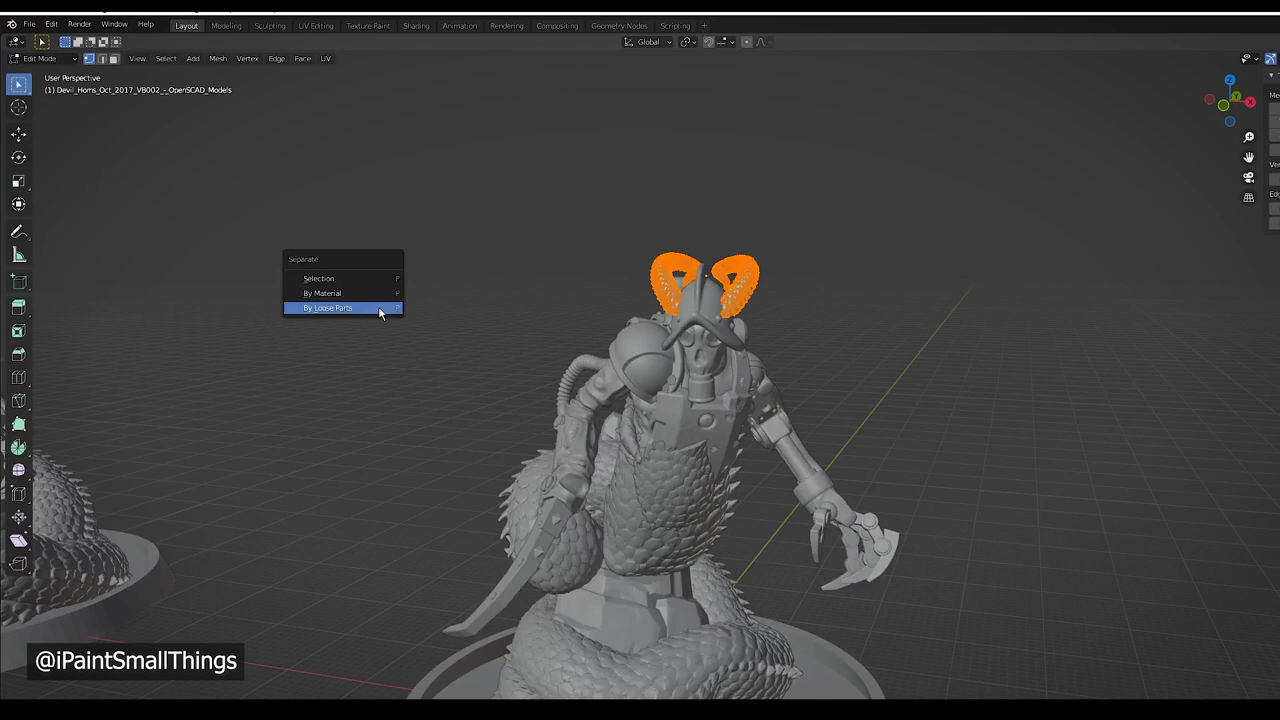 File Edit Render Window Help Layout Modeling Sculpting UV Editing Texture Paint Shading Animation Rendering Compositing Geometry Nodes Scripting +
Global
Edit Mode View Select Add Mesh Vertex Edge Face UV
User Perspective
(1) Devil_Horns_Oct_2017_VB002_-_OpenSCAD_Models
Z
Y
X
Separate
Selection P
By Material P
By Loose Parts P
@iPaintSmallThings